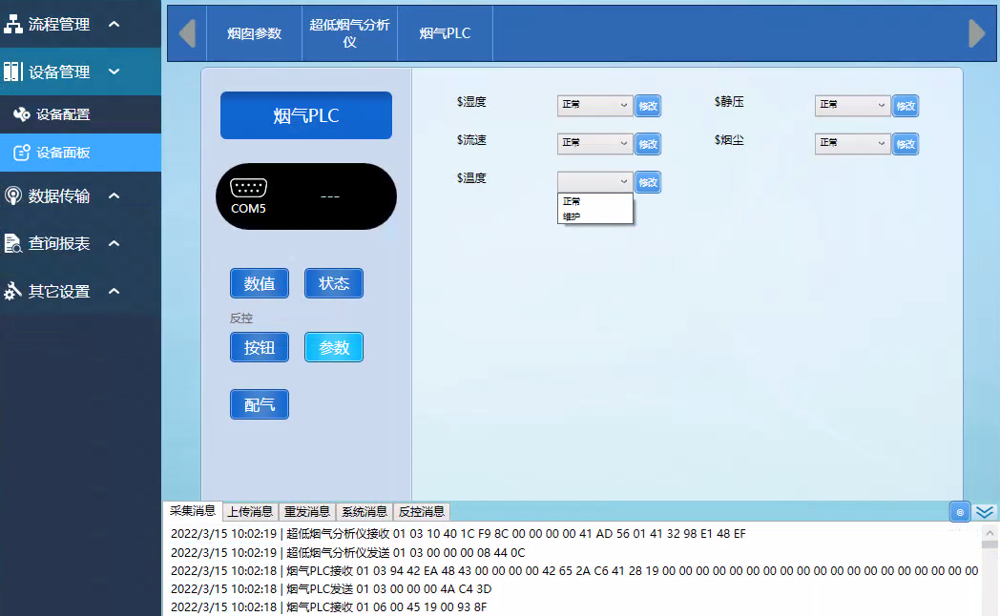 流程管理
设备管理
设备配置
设备面板
数据传输
查询报表
其它设置
烟图参数
超低烟气分析
仪
烟气PLC
烟气PLC
COM5
---
数值
状态
反控
按钮
参数
配气
$湿度
正常
修改
$静压
正常
修改
$流速
正常
修改
$烟尘
正常
修改
$温度
修改
正常
维护
采集消息
上传消息
重发消息
系统消息
反控消息
2022/3/15 10:02:19 | 超低烟气分析仪接收 01 03 10 40 1C F9 8C 00 00 00 00 41 AD 56 01 41 32 98 E1 48 EF
2022/3/15 10:02:19 | 超低烟气分析仪发送 01 03 00 00 00 08 44 0C
2022/3/15 10:02:18 | 烟气PLC接收 01 03 94 42 EA 48 43 00 00 00 00 42 65 2A C6 41 28 19 00 00 00 00 00 00 00 00 00 00 00 00 00 00 00 00 00 00
2022/3/15 10:02:18 | 烟气PLC发送 01 03 00 00 00 4A C4 3D
2022/3/15 10:02:18 | 烟气PLC接收 01 06 00 45 19 00 93 8F